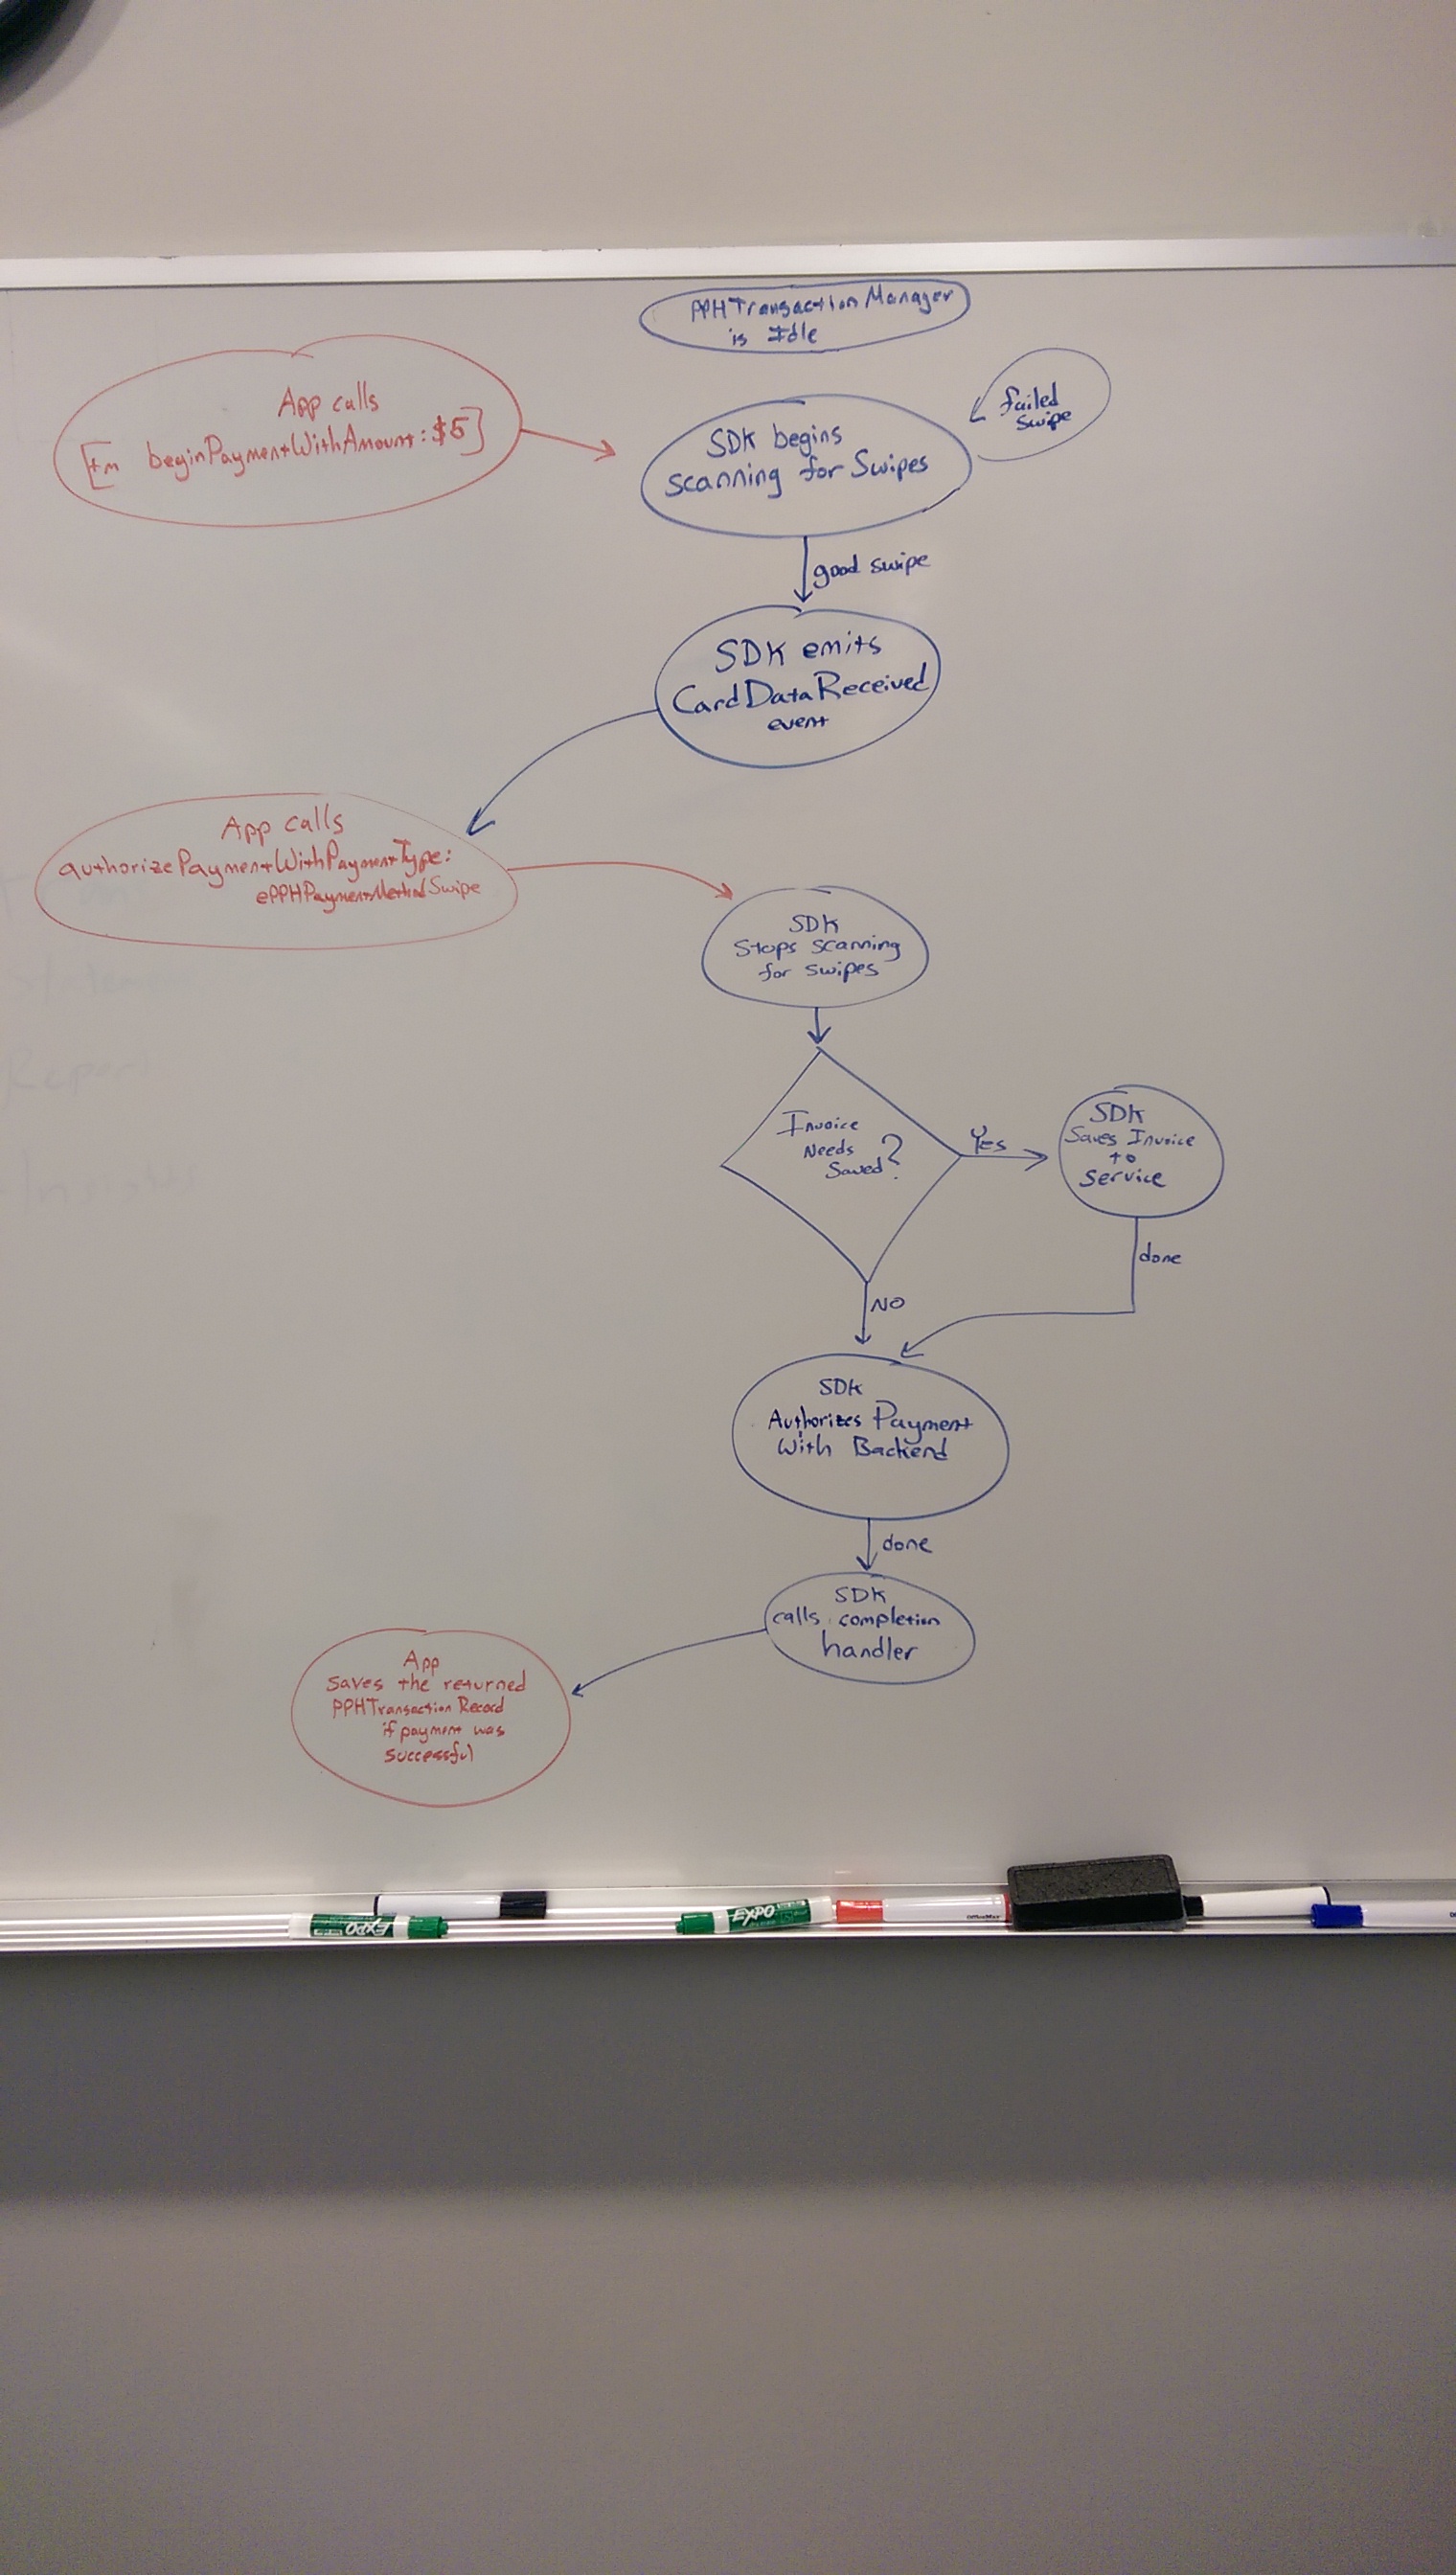 PPHTransactionManager
is Idle
App calls
[tm beginPaymentWithAmount:$5]
SDK begins
scanning for Swipes
failed
swipe
good swipe
SDK emits
CardDataReceived
event
App calls
authorizePaymentWithPaymentType:
ePPHPaymentMethodSwipe
SDK
Stops scanning
for swipes
Invoice
Needs
Saved?
YES
SDK
Saves Invoice
to
Service
done
NO
SDK
Authorizes Payment
With Backend
done
SDK
calls completion
handler
App
saves the returned
PPHTransactionRecord
if payment was
successful
EXPO
EXPO
OfficeMax